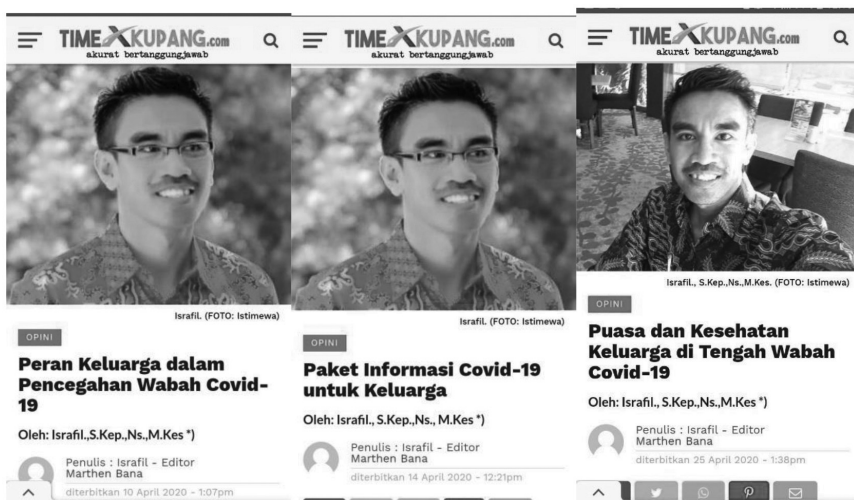 TIMEXKUPANG.com
akurat bertanggungjawab
Israfil. (FOTO: Istimewa)
OPINI
Peran Keluarga dalam
Pencegahan Wabah Covid-
19
Oleh: Israfil.,S.Kep.,Ns.,M.Kes *)
Penulis : Israfil - Editor
Marthen Bana
diterbitkan 10 April 2020 - 1:07pm
TIMEXKUPANG.com
akurat bertanggungjawab
Israfil. (FOTO: Istimewa)
OPINI
Paket Informasi Covid-19
untuk Keluarga
Oleh: Israfil., S.Kep.,Ns., M.Kes *)
Penulis : Israfil - Editor
Marthen Bana
diterbitkan 14 April 2020 - 12:21pm
TIMEXKUPANG.com
akurat bertanggungjawab
Israfil., S.Kep.,Ns.,M.Kes. (FOTO: Istimewa)
OPINI
Puasa dan Kesehatan
Keluarga di Tengah Wabah
Covid-19
Oleh: Israfil., S.Kep.,Ns.,M.Kes *)
Penulis : Israfil - Editor
Marthen Bana
diterbitkan 25 April 2020 - 1:38pm